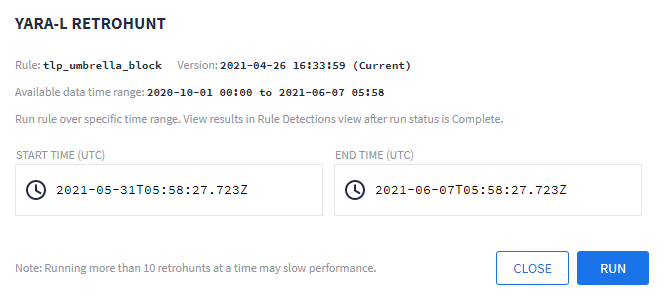 YARA-L RETROHUNT
Rule: tlp_umbrella_block Version: 2021-04-26 16:33:59 (Current)
Available data time range: 2020-10-01 00:00 to 2021-06-07 05:58
Run rule over specific time range. View results in Rule Detections view after run status is Complete.
START TIME (UTC) END TIME (UTC)
2021-05-31T05:58:27.723Z 2021-06-07T05:58:27.723Z
Note: Running more than 10 retrohunts at a time may slow performance. CLOSE RUN